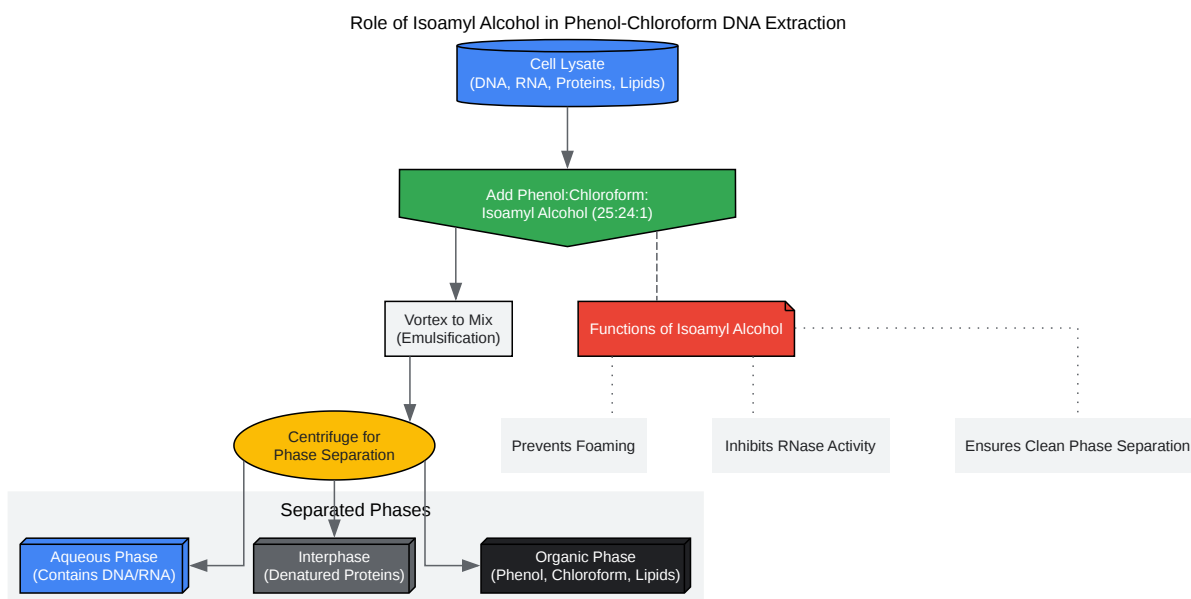 Role of Isoamyl Alcohol in Phenol-Chloroform DNA Extraction
Cell Lysate
(DNA, RNA, Proteins, Lipids)
Add Phenol:Chloroform:
Isoamyl Alcohol (25:24:1)
Vortex to Mix
(Emulsification)
Functions of Isoamyl Alcohol
Centrifuge for
Phase Separation
Prevents Foaming
Inhibits RNase Activity
Ensures Clean Phase Separation
Separated Phases
Aqueous Phase
(Contains DNA/RNA)
Interphase
(Denatured Proteins)
Organic Phase
(Phenol, Chloroform, Lipids)